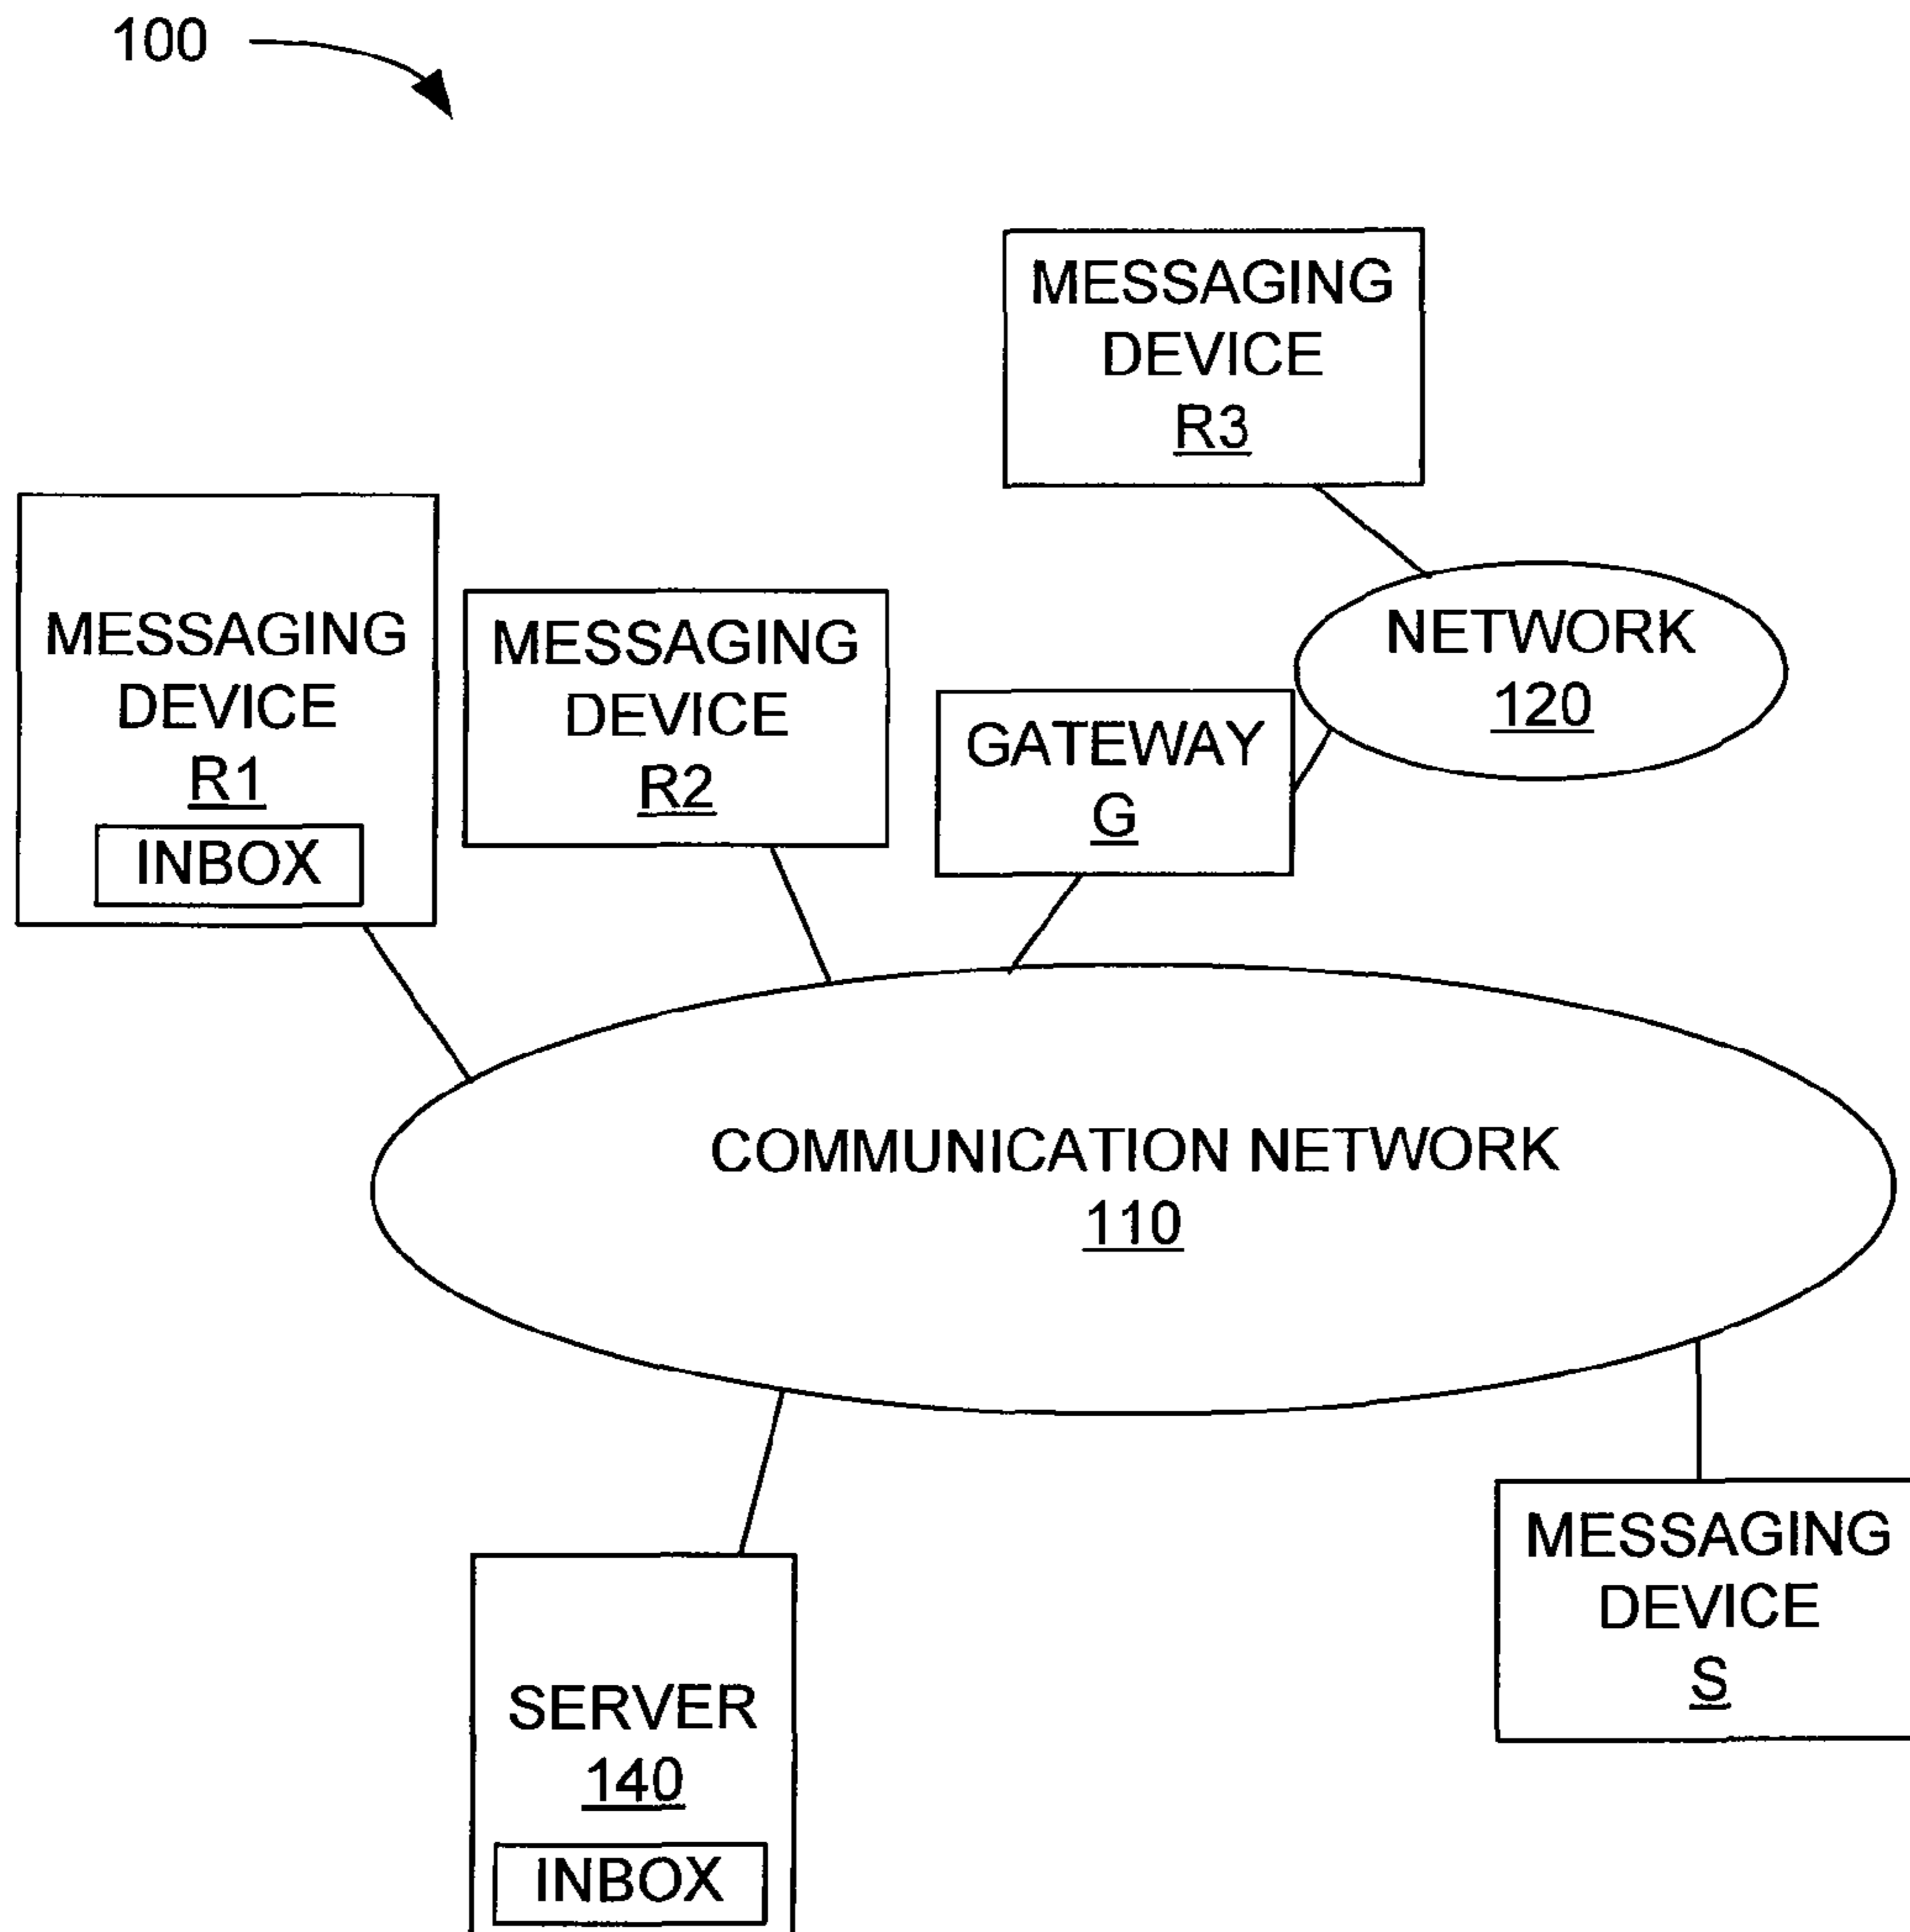 100
MESSAGING
DEVICE
R3
MESSAGING
DEVICE
R1
INBOX
MESSAGING
DEVICE
R2
GATEWAY
G
NETWORK
120
COMMUNICATION NETWORK
110
SERVER
140
INBOX
MESSAGING
DEVICE
S